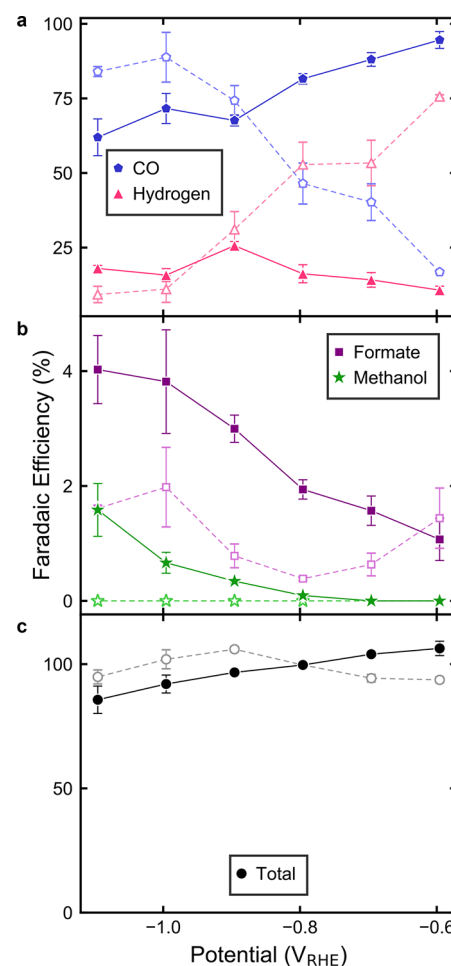 a
100
75
50
25
CO
Hydrogen
b
4
2
0
Formate
Methanol
Faradaic Efficiency (%)
c
100
50
0
Total
−1.0
−0.8
−0.6
Potential (V_RHE)